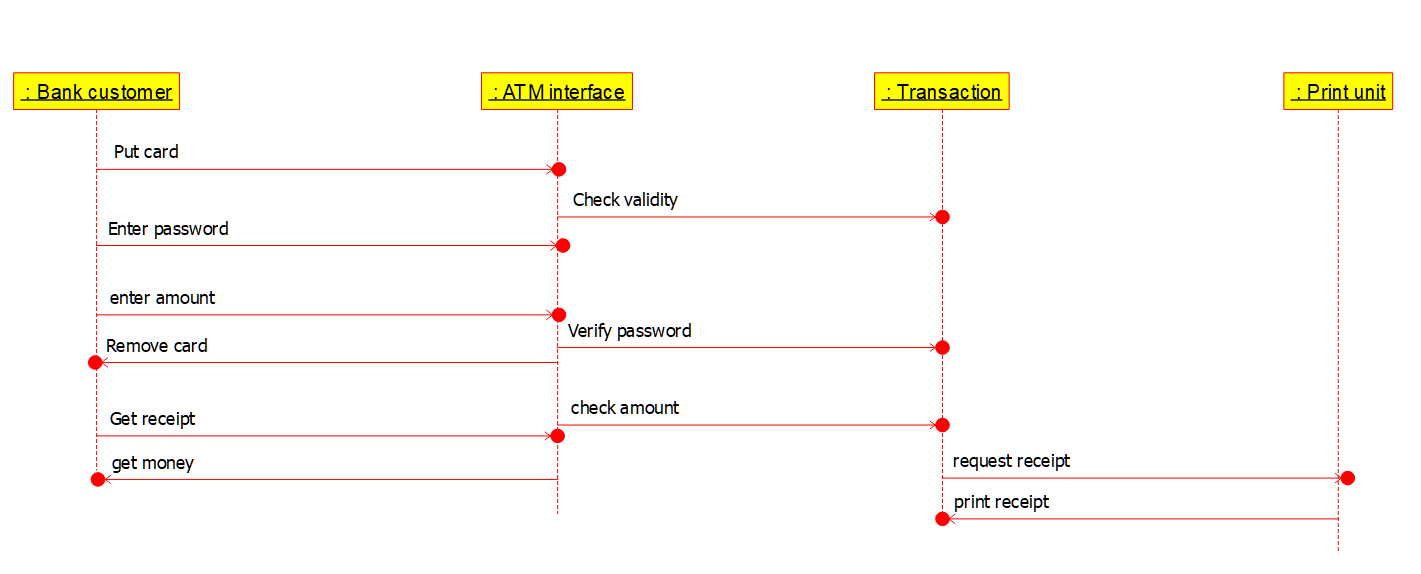 : Bank customer
: ATM interface
: Transaction
: Print unit
Put card
Check validity
Enter password
enter amount
Verify password
Remove card
check amount
Get receipt
request receipt
get money
print receipt